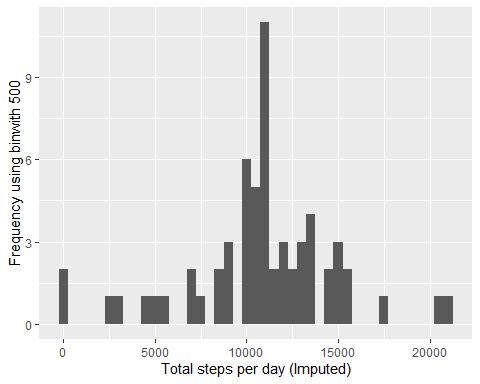 Frequency using binwith 500
9
6
3
0
0 5000 10000 15000 20000
Total steps per day (Imputed)